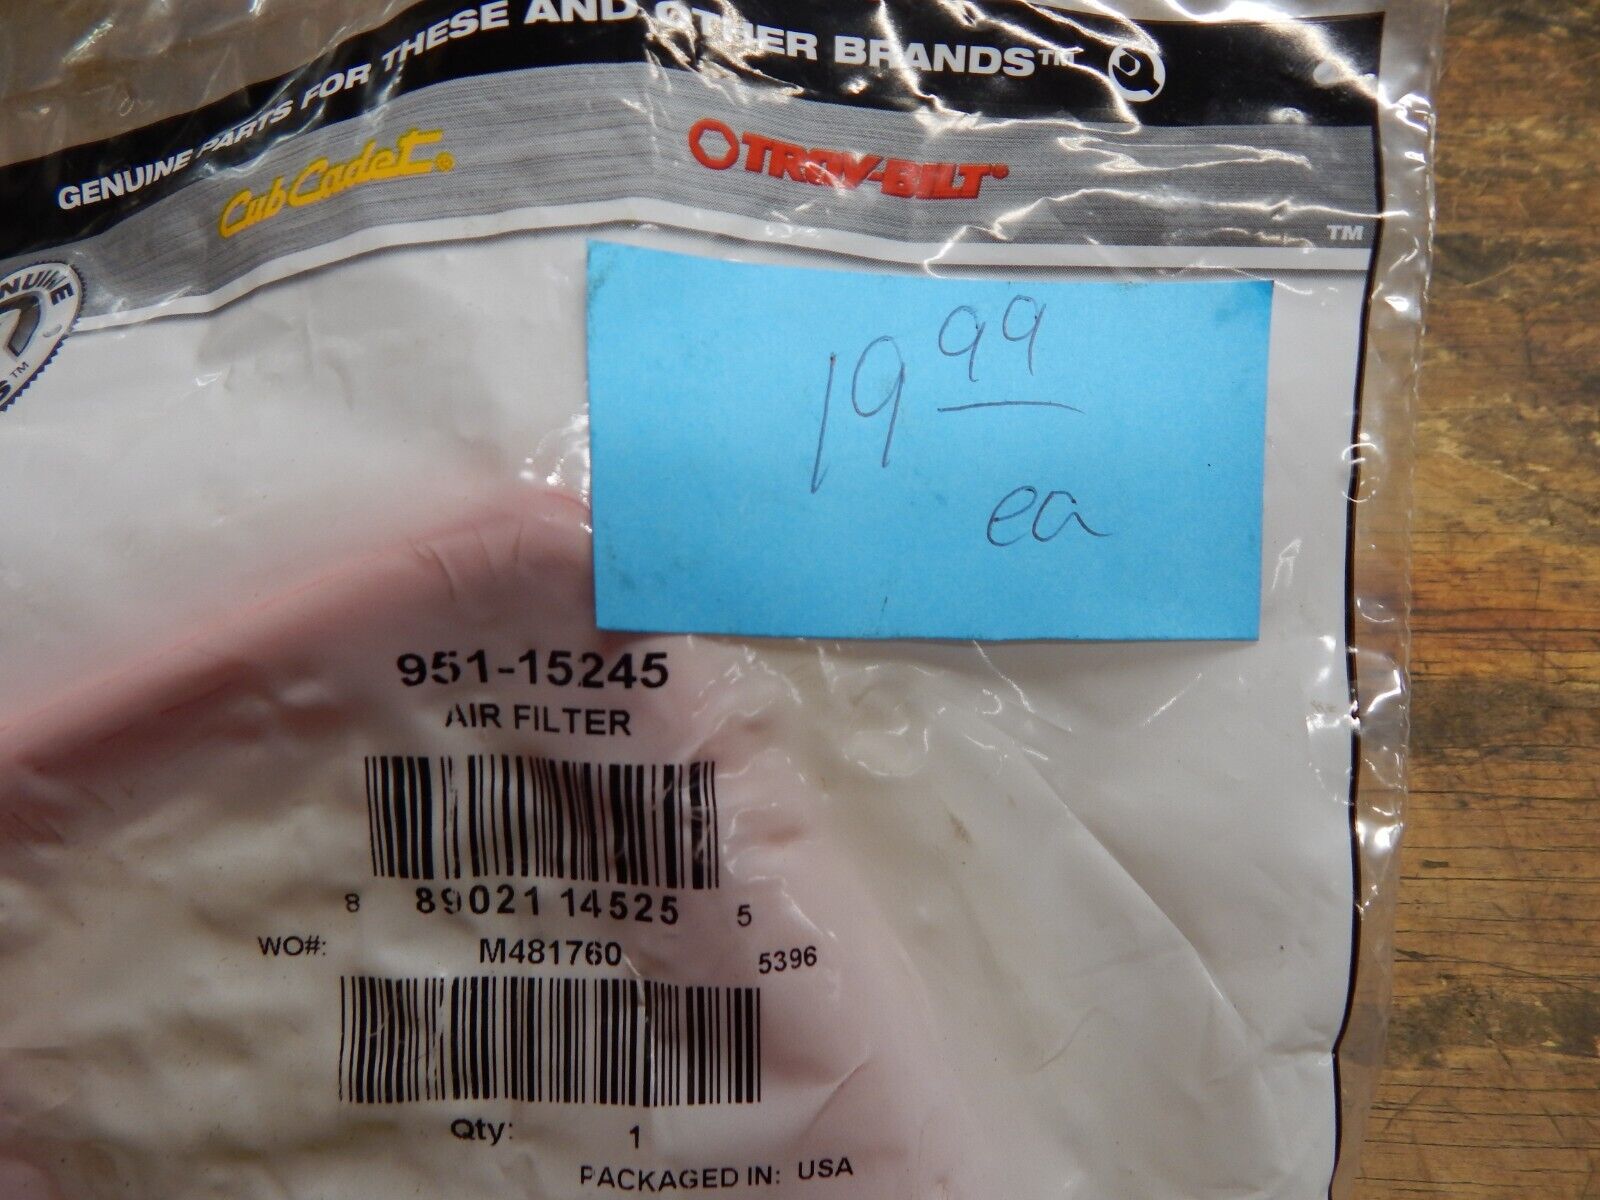 GENUINE PARTS FOR THESE AND OTHER BRANDS™
Cub Cadet®
TROY-BILT®
™
19 99
ea
951-15245
AIR FILTER
8 89021 14525 5
WO#: M481760 5396
Qty: 1
PACKAGED IN: USA